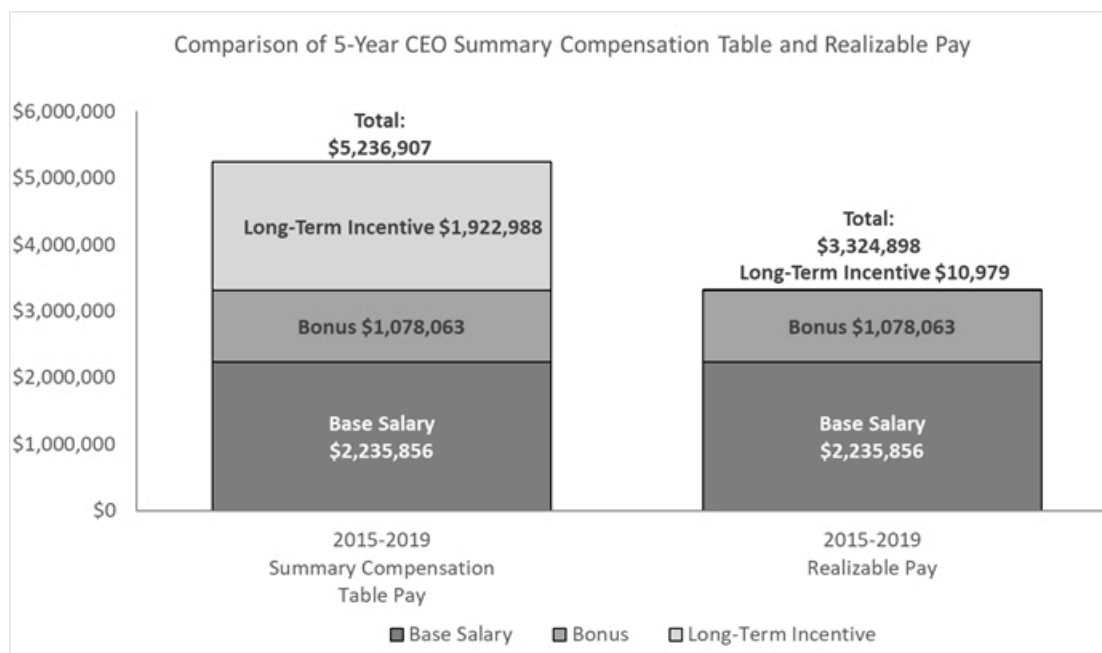 Comparison of 5-Year CEO Summary Compensation Table and Realizable Pay
$6,000,000
$5,000,000
$4,000,000
$3,000,000
$2,000,000
$1,000,000
$0
Total:
$5,236,907
Long-Term Incentive $1,922,988
Bonus $1,078,063
Base Salary
$2,235,856
Total:
$3,324,898
Long-Term Incentive $10,979
Bonus $1,078,063
Base Salary
$2,235,856
2015-2019
Summary Compensation
Table Pay
2015-2019
Realizable Pay
Base Salary
Bonus
Long-Term Incentive